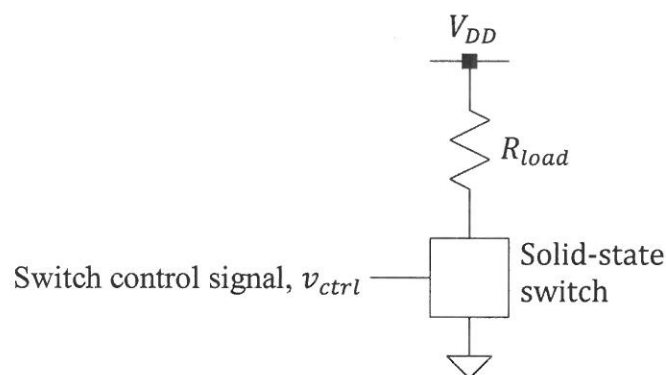 V_DD
R_load
Solid-state
switch
Switch control signal, v_ctrl